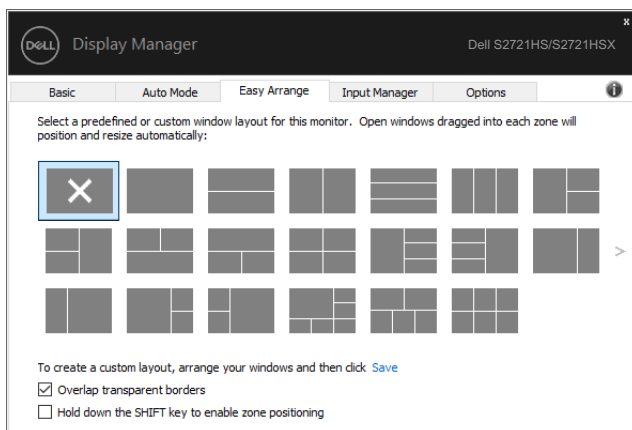 x
DELL Display Manager Dell S2721HS/S2721HSX
Basic Auto Mode Easy Arrange Input Manager Options i
Select a predefined or custom window layout for this monitor. Open windows dragged into each zone will
position and resize automatically:
>
To create a custom layout, arrange your windows and then click Save
Overlap transparent borders
Hold down the SHIFT key to enable zone positioning